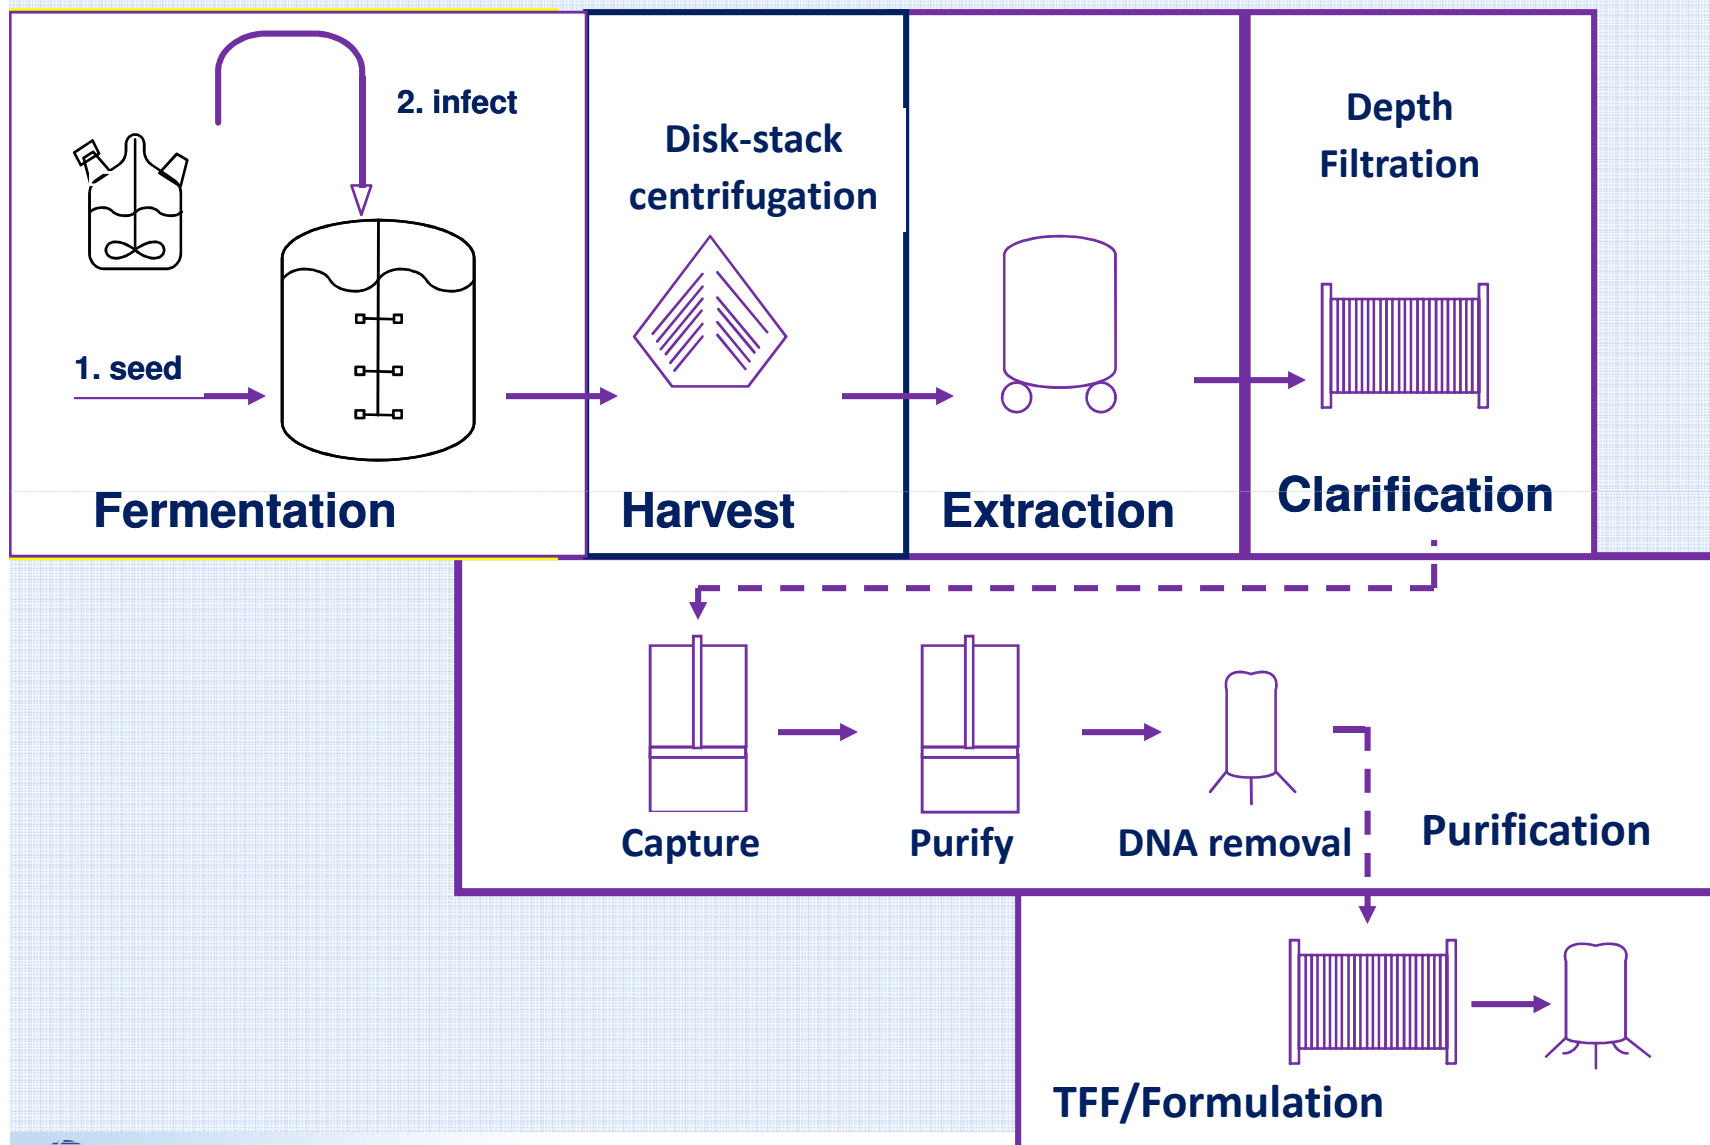 2. infect
1. seed
Fermentation
Disk-stack
centrifugation
Harvest
Extraction
Depth
Filtration
Clarification
Capture
Purify
DNA removal
Purification
TFF/Formulation